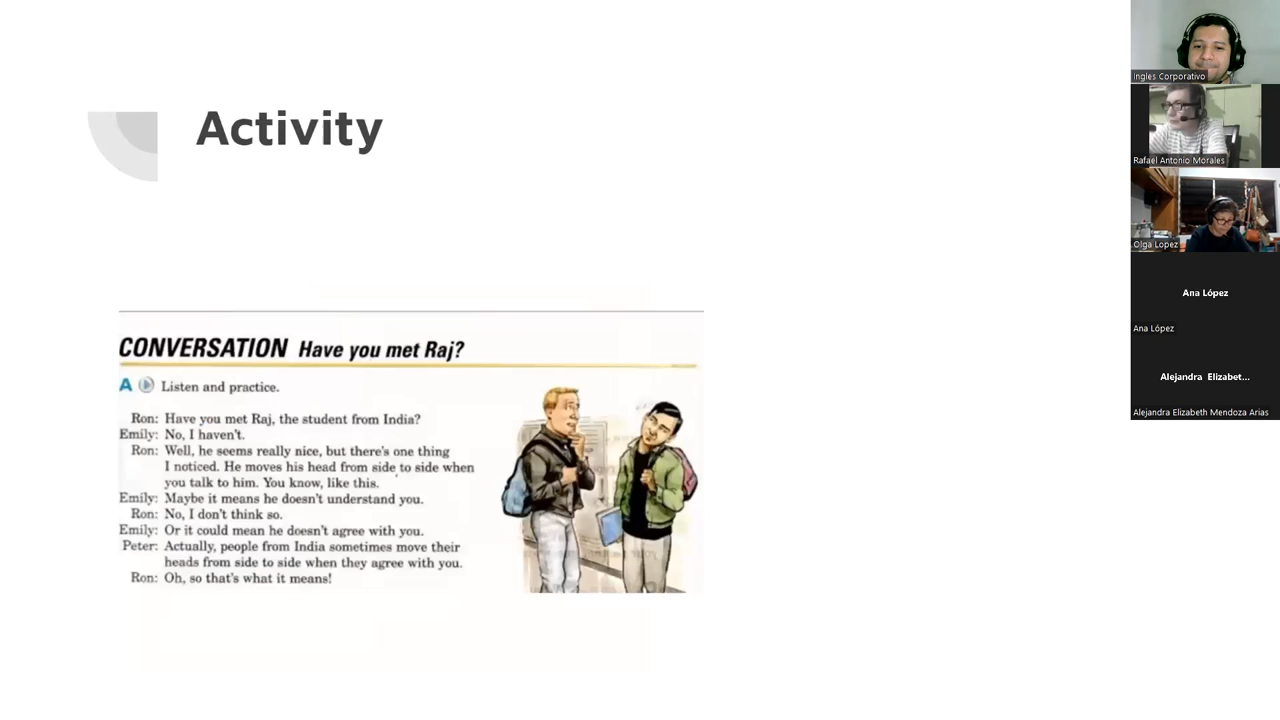 Activity
CONVERSATION Have you met Raj?
A Listen and practice.
Ron: Have you met Raj, the student from India?
Emily: No, I haven't.
Ron: Well, he seems really nice, but there's one thing
I noticed. He moves his head from side to side when
you talk to him. You know, like this.
Emily: Maybe it means he doesn't understand you.
Ron: No, I don't think so.
Emily: Or it could mean he doesn't agree with you.
Peter: Actually, people from India sometimes move their
heads from side to side when they agree with you.
Ron: Oh, so that's what it means!
Ingles Corporativo
Rafael Antonio Morales
Olga Lopez
Ana López
Ana López
Alejandra Elizabet...
Alejandra Elizabeth Mendoza Arias